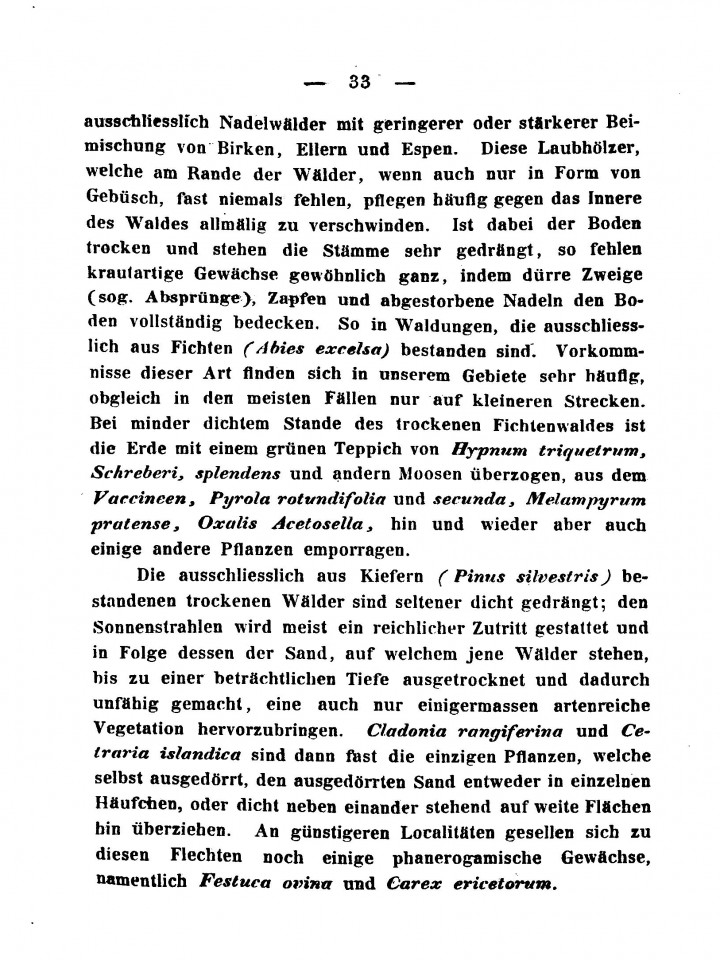 — 33 —
ausschliesslich Nadelwälder mit geringerer oder stärkerer Bei-
mischung von Birken, Ellern und Espen. Diese Laubhölzer,
welche am Rande der Wälder, wenn auch nur in Form von
Gebüsch, fast niemals fehlen, pflegen häufig gegen das Innere
des Waldes allmälig zu verschwinden. Ist dabei der Boden
trocken und stehen die Stämme sehr gedrängt, so fehlen
krautartige Gewächse gewöhnlich ganz, indem dürre Zweige
(sog. Absprünge), Zapfen und abgestorbene Nadeln den Bo-
den vollständig bedecken. So in Waldungen, die ausschliess-
lich aus Fichten (Abies excelsa) bestanden sind. Vorkomm-
nisse dieser Art finden sich in unserem Gebiete sehr häufig,
obgleich in den meisten Fällen nur auf kleineren Strecken.
Bei minder dichtem Stande des trockenen Fichtenwaldes ist
die Erde mit einem grünen Teppich von Hypnum triquetrum,
Schreberi, splendens und andern Moosen überzogen, aus dem
Vaccineen, Pyrola rotundifolia und secunda, Melampyrum
pratense, Oxalis Acetosella, hin und wieder aber auch
einige andere Pflanzen emporragen.
Die ausschliesslich aus Kiefern (Pinus silvestris) be-
standenen trockenen Wälder sind seltener dicht gedrängt; den
Sonnenstrahlen wird meist ein reichlicher Zutritt gestattet und
in Folge dessen der Sand, auf welchem jene Wälder stehen,
bis zu einer beträchtlichen Tiefe ausgetrocknet und dadurch
unfähig gemacht, eine auch nur einigermassen artenreiche
Vegetation hervorzubringen. Cladonia rangiferina und Ce-
traria islandica sind dann fast die einzigen Pflanzen, welche
selbst ausgedörrt, den ausgedörrten Sand entweder in einzelnen
Häufchen, oder dicht neben einander stehend auf weite Flächen
hin überziehen. An günstigeren Localitäten gesellen sich zu
diesen Flechten noch einige phanerogamische Gewächse,
namentlich Festuca ovina und Carex ericetorum.